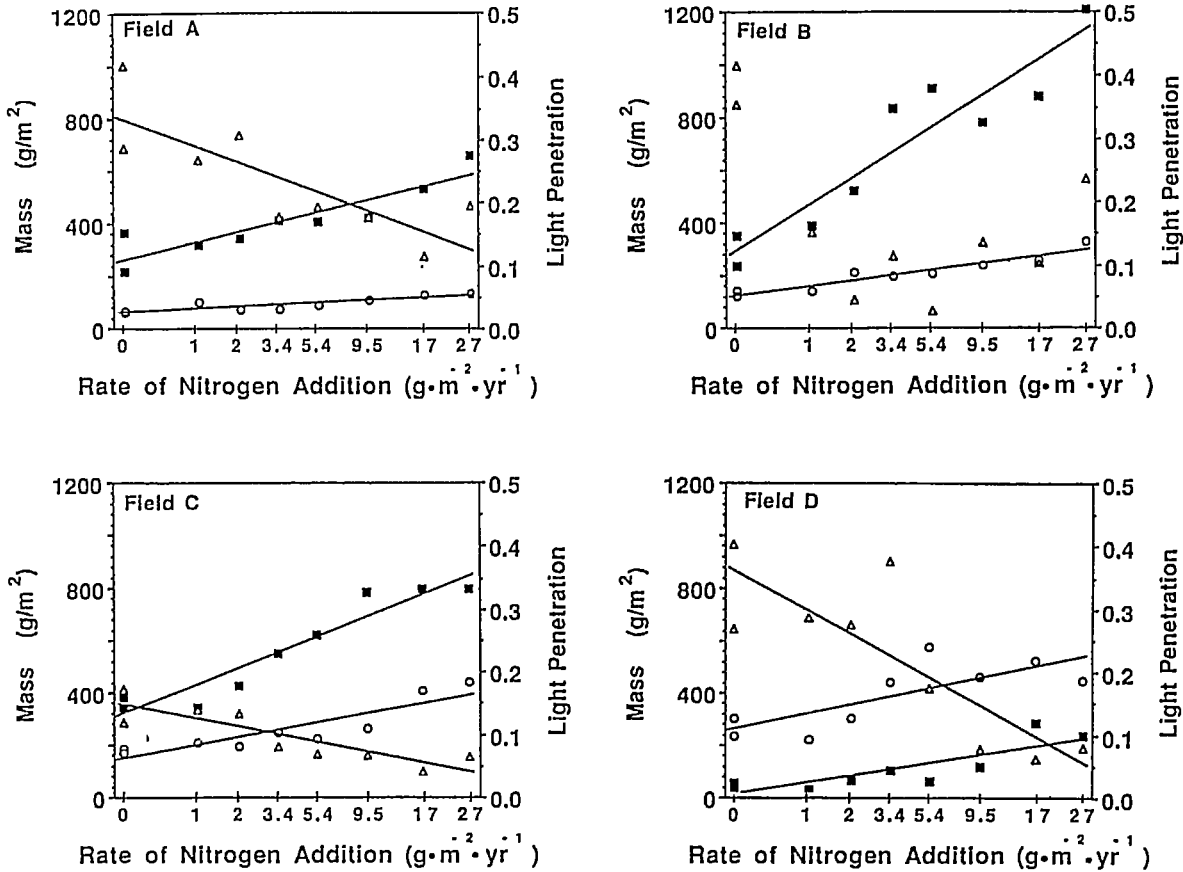 Field A
1200
800
400
0
Mass (g/m²)
0.5
0.4
0.3
0.2
0.1
0.0
Light Penetration
0 1 2 3.4 5.4 9.5 17 27
Rate of Nitrogen Addition (g•m⁻²•yr⁻¹)
Field B
1200
800
400
0
Mass (g/m²)
0.5
0.4
0.3
0.2
0.1
0.0
Light Penetration
0 1 2 3.4 5.4 9.5 17 27
Rate of Nitrogen Addition (g•m⁻²•yr⁻¹)
Field C
1200
800
400
0
Mass (g/m²)
0.5
0.4
0.3
0.2
0.1
0.0
Light Penetration
0 1 2 3.4 5.4 9.5 17 27
Rate of Nitrogen Addition (g•m⁻²•yr⁻¹)
Field D
1200
800
400
0
Mass (g/m²)
0.5
0.4
0.3
0.2
0.1
0.0
Light Penetration
0 1 2 3.4 5.4 9.5 17 27
Rate of Nitrogen Addition (g•m⁻²•yr⁻¹)